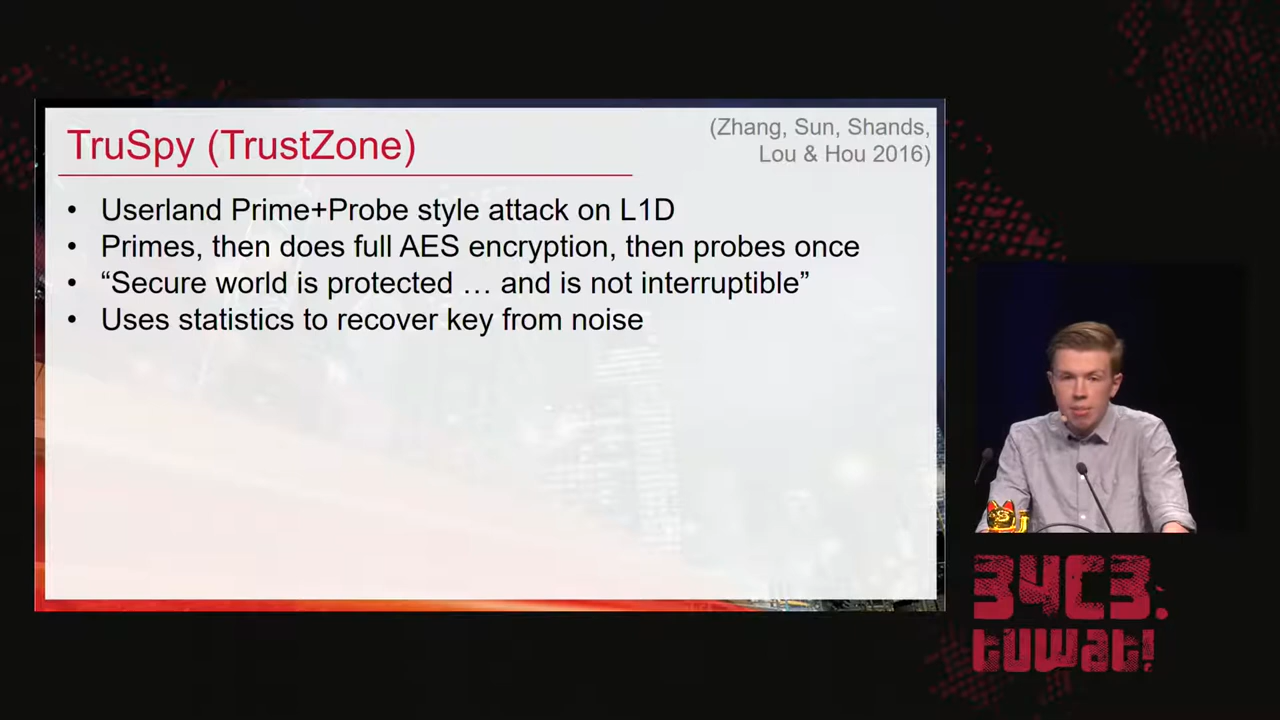 TruSpy (TrustZone)
(Zhang, Sun, Shands,
Lou & Hou 2016)
• Userland Prime+Probe style attack on L1D
• Primes, then does full AES encryption, then probes once
• “Secure world is protected … and is not interruptible”
• Uses statistics to recover key from noise
34C3.
tuwat!